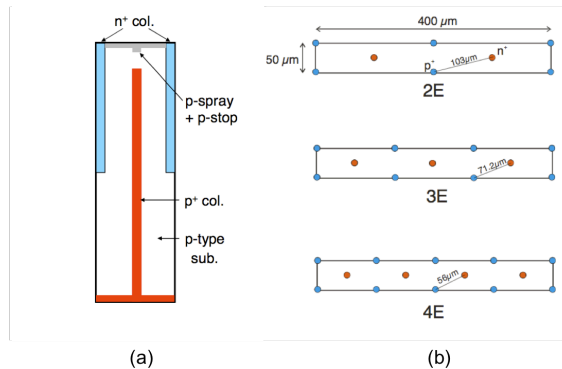 n⁺ col.
p-spray
+ p-stop
p⁺ col.
p-type
sub.
(a)
400 µm
50 µm
n⁺
p⁺
103µm
2E
71.2µm
3E
56µm
4E
(b)